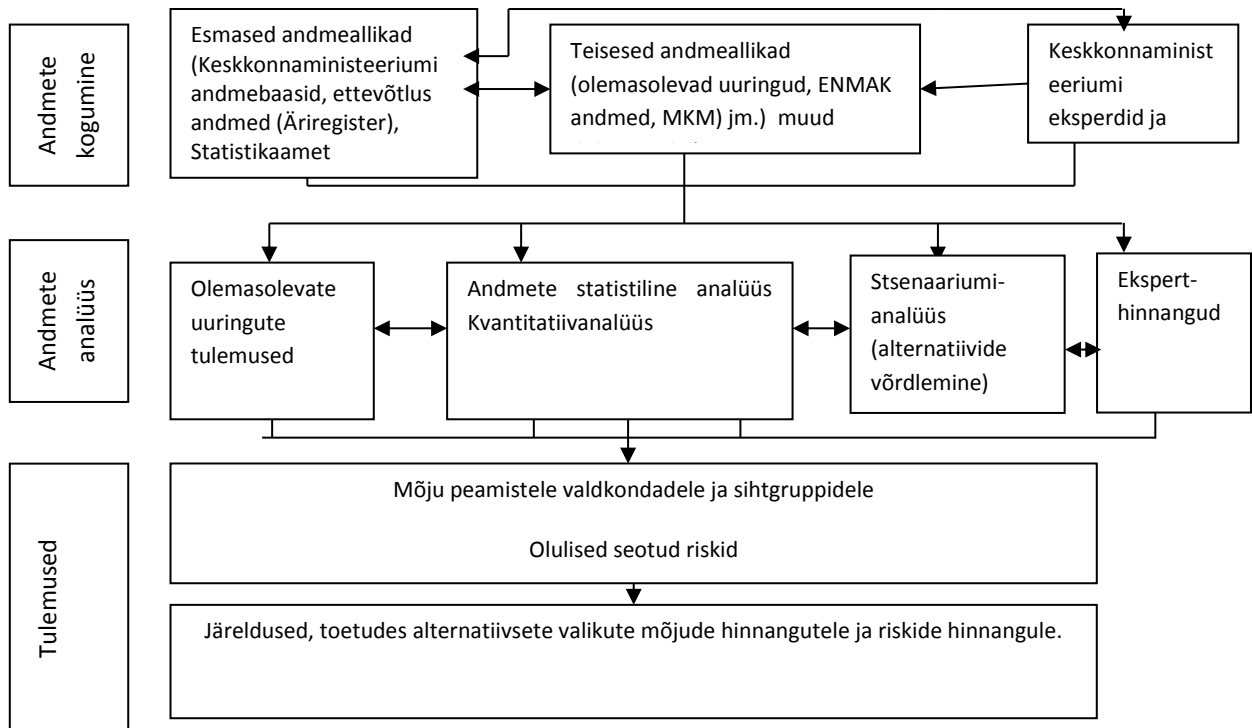 Andmete
kogumine
Esmased andmeallikad
(Keskkonnaministeeriumi
andmebaasid, ettevõtlus
andmed (Äriregister),
Statistikaamet
Teisesed andmeallikad
(olemasolevad uuringud, ENMAK
andmed, MKM) jm.) muud
Keskkonnaminist
eeriumi
eksperdid ja
Andmete
analüüs
Olemasolevate
uuringute
tulemused
Andmete statistiline analüüs
Kvantitatiivanalüüs
Stsenaariumi-
analüüs
(alternatiivide
võrdlemine)
Ekspert-
hinnangud
Tulemused
Mõju peamistele valdkondadele ja sihtgruppidele
Olulised seotud riskid
Järeldused, toetudes alternatiivsete valikute mõjude hinnangutele ja riskide hinnangule.